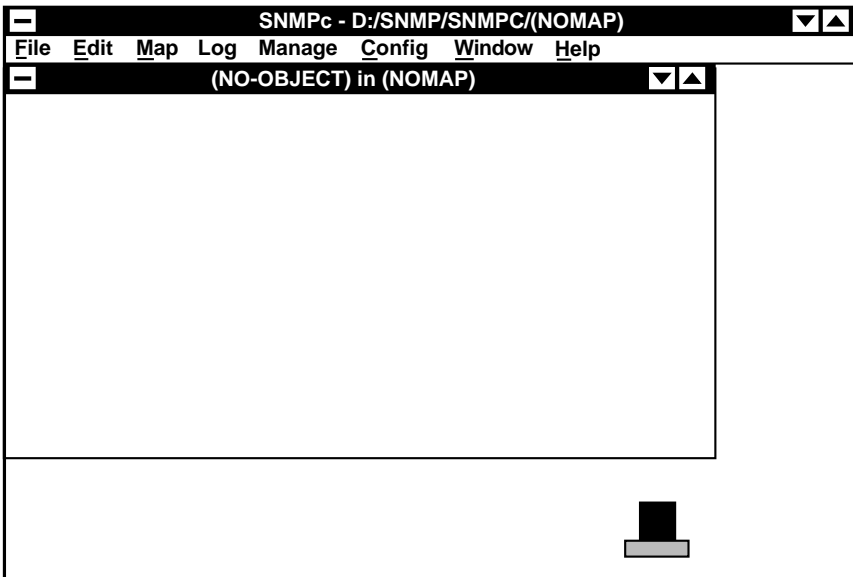 SNMPc - D:/SNMP/SNMPC/(NOMAP)
File Edit Map Log Manage Config Window Help
(NO-OBJECT) in (NOMAP)